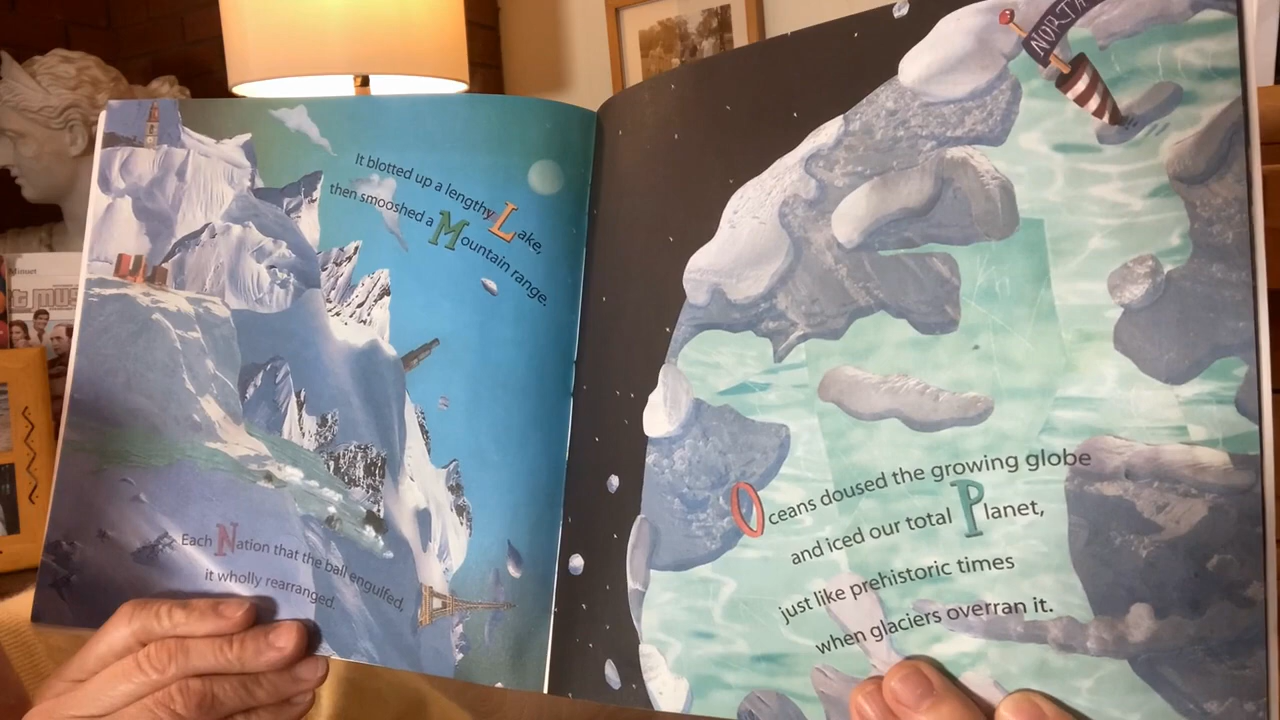 It blotted up a lengthy Lake,
then smooshed a Mountain range.
Each Nation that the ball engulfed,
it wholly rearranged.
NORTH
Oceans doused the growing globe
and iced our total Planet,
just like prehistoric times
when glaciers overran it.